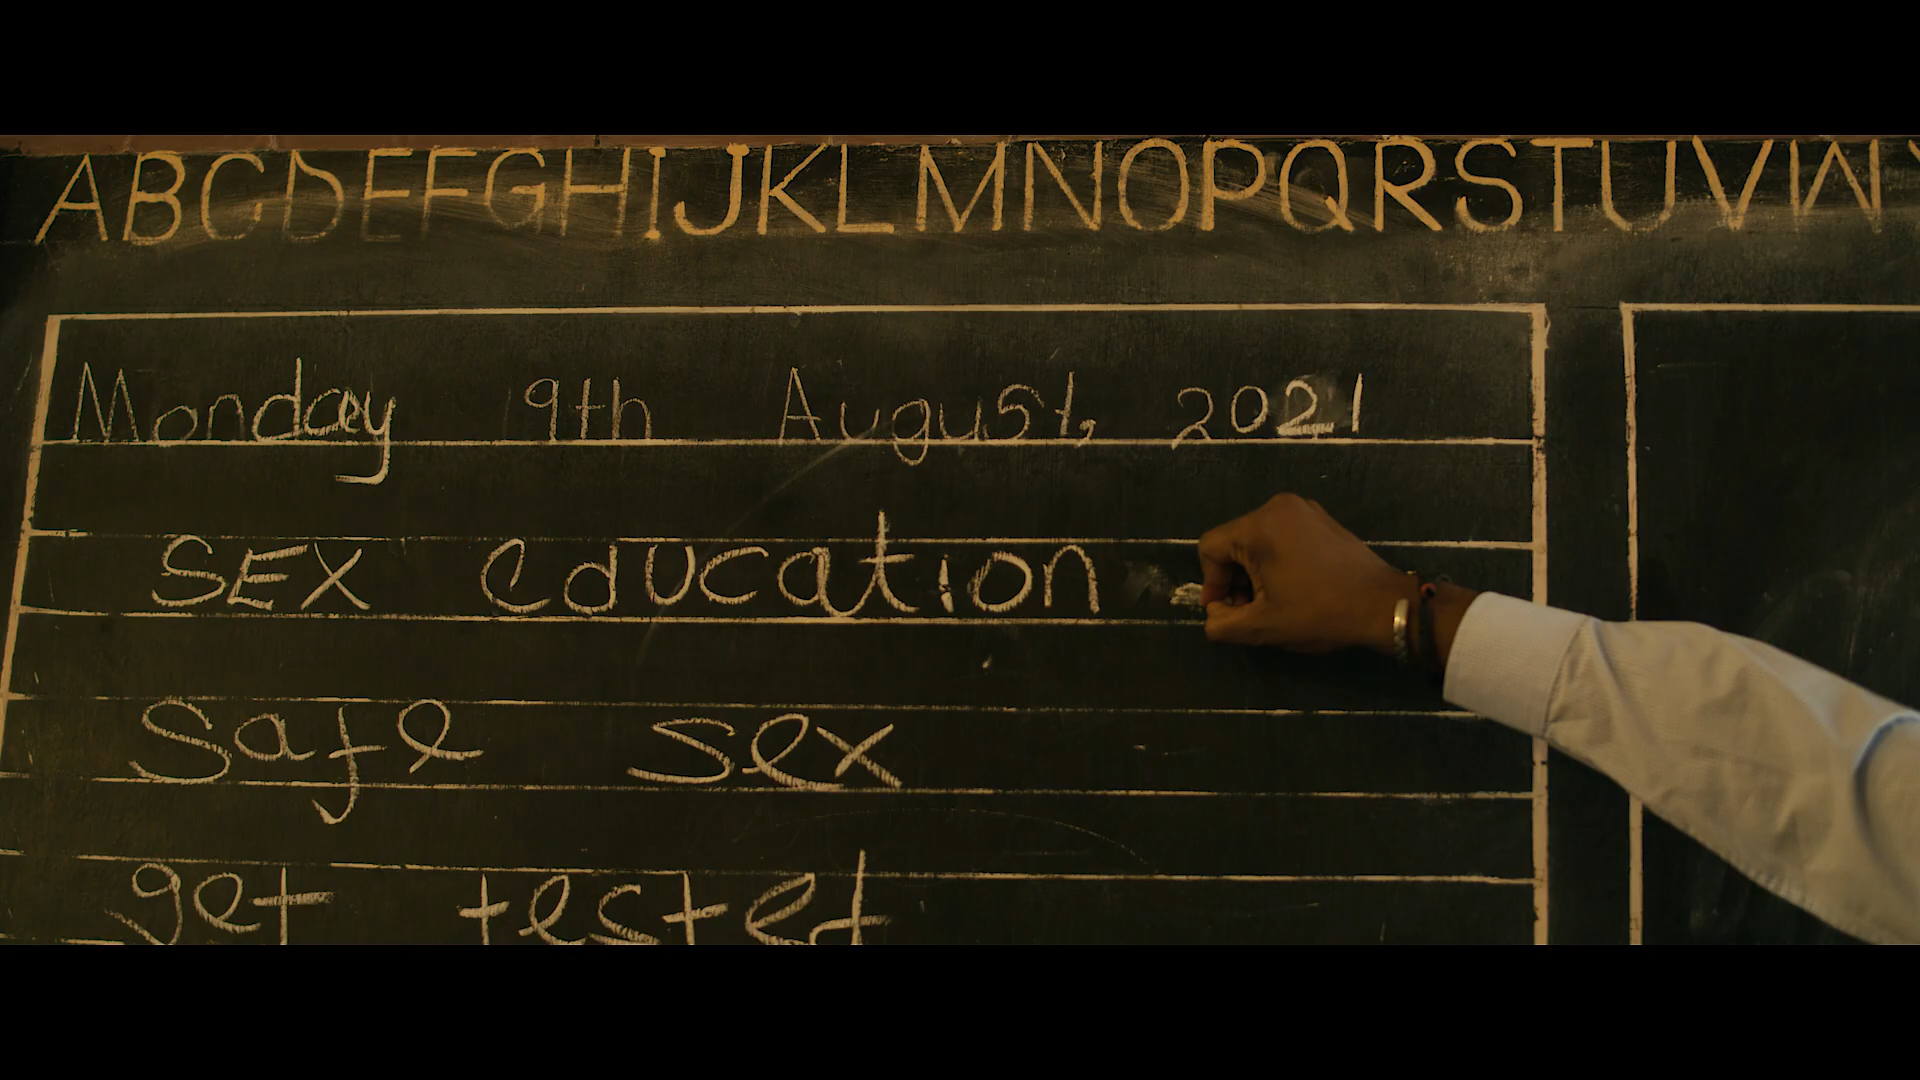 ABCDEFGHIJKLMNOPQRSTUVW
Monday 9th August, 2021
SEX Education
Safe sex
get tested